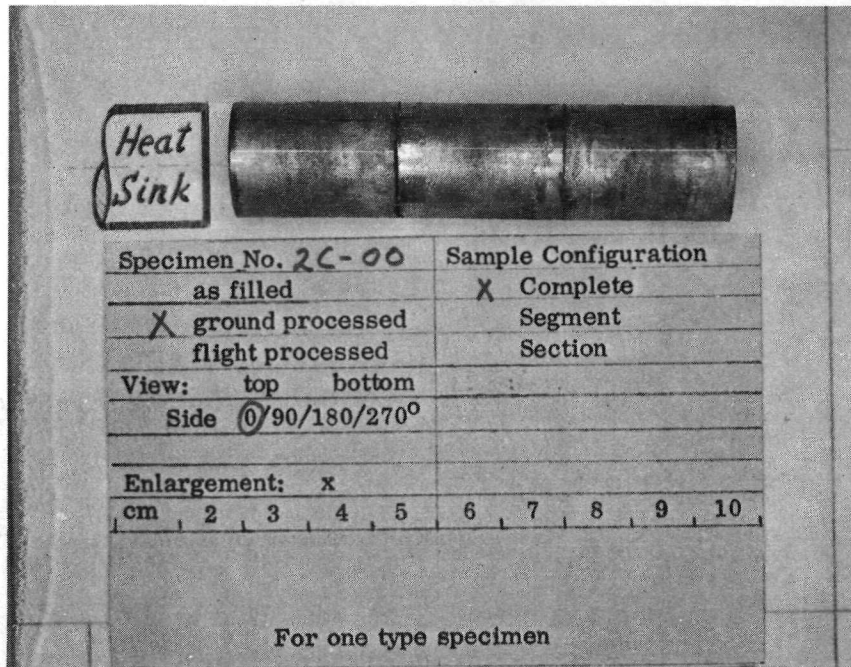 Heat
Sink
Specimen No. 2C-00 Sample Configuration
as filled X Complete
X ground processed Segment
flight processed Section
View: top bottom
Side 0/90/180/270°
Enlargement: x
cm 2 3 4 5 6 7 8 9 10
For one type specimen